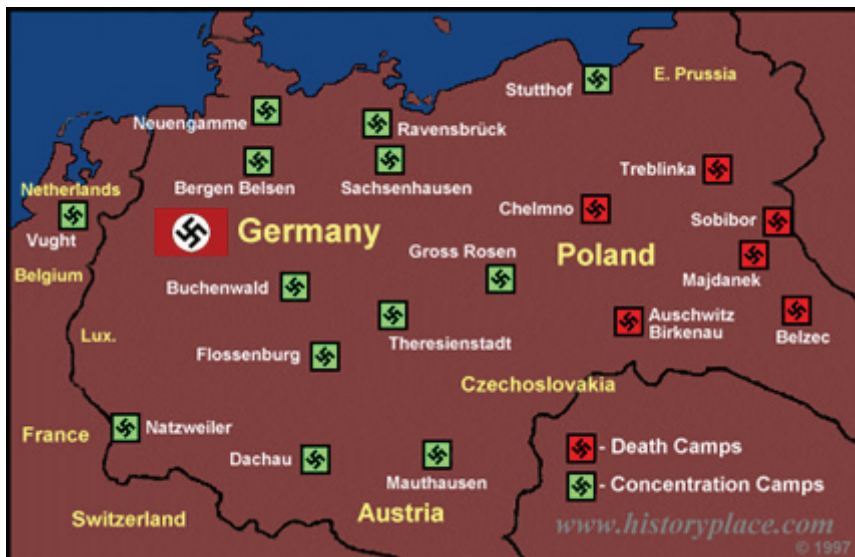 E. Prussia
Stutthof
Neuengamme
Ravensbrück
Treblinka
Bergen Belsen
Sachsenhausen
Netherlands
Chelmno
Sobibor
Vught
Germany
Gross Rosen
Poland
Belgium
Majdanek
Buchenwald
Auschwitz
Birkenau
Belzec
Lux.
Theresienstadt
Flossenburg
Czechoslovakia
France
Natzweiler
- Death Camps
Dachau
Mauthausen
- Concentration Camps
Switzerland
Austria
www.historyplace.com
© 1997